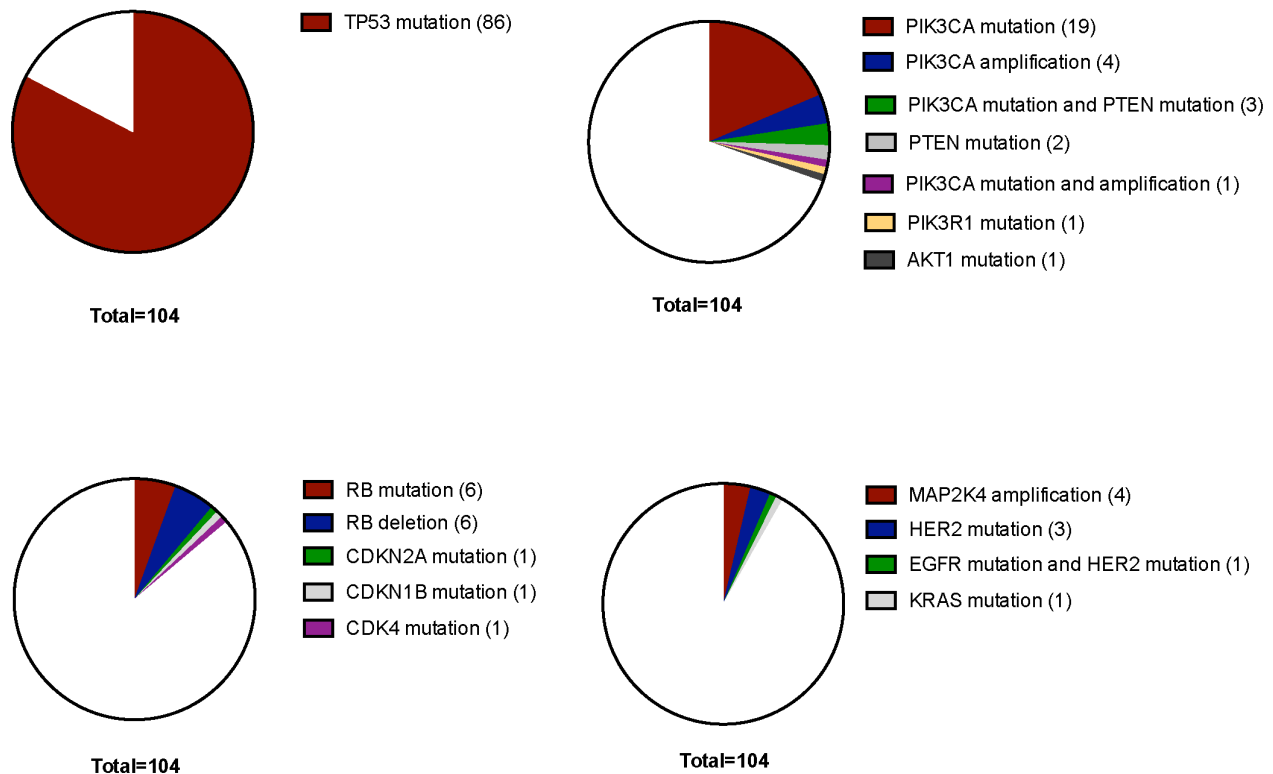 TP53 mutation (86)
Total=104
PIK3CA mutation (19)
PIK3CA amplification (4)
PIK3CA mutation and PTEN mutation (3)
PTEN mutation (2)
PIK3CA mutation and amplification (1)
PIK3R1 mutation (1)
AKT1 mutation (1)
Total=104
RB mutation (6)
RB deletion (6)
CDKN2A mutation (1)
CDKN1B mutation (1)
CDK4 mutation (1)
Total=104
MAP2K4 amplification (4)
HER2 mutation (3)
EGFR mutation and HER2 mutation (1)
KRAS mutation (1)
Total=104